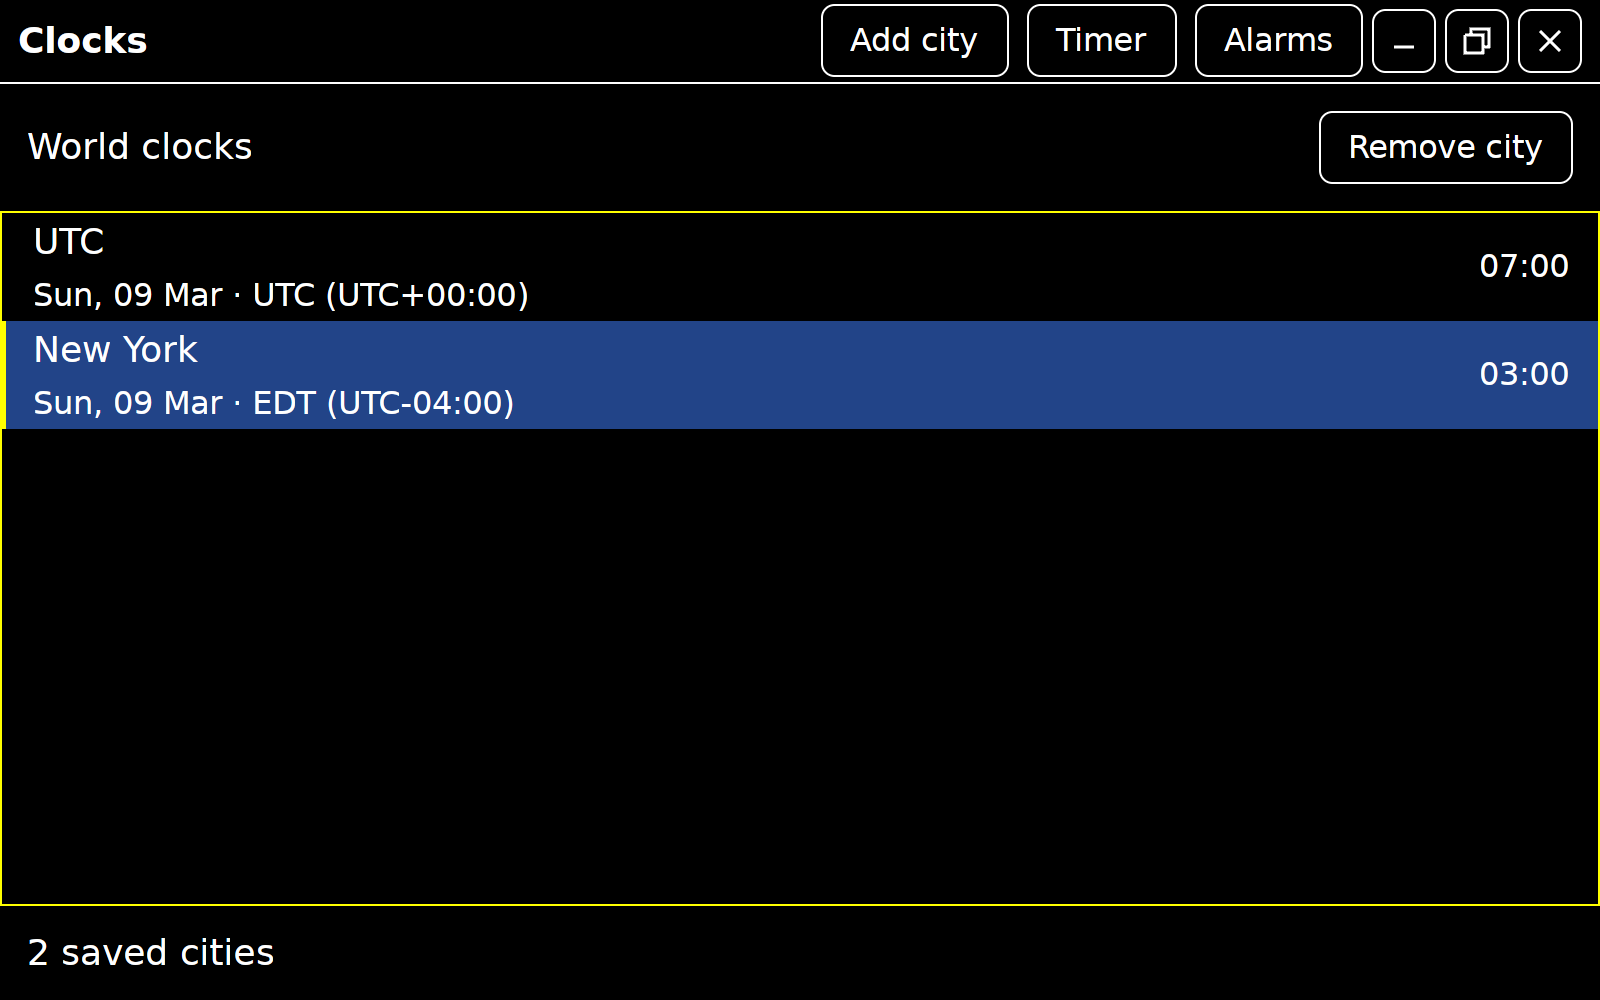 Clocks
Add city
Timer
Alarms
World clocks
Remove city
UTC
07:00
Sun, 09 Mar · UTC (UTC+00:00)
New York
03:00
Sun, 09 Mar · EDT (UTC-04:00)
2 saved cities